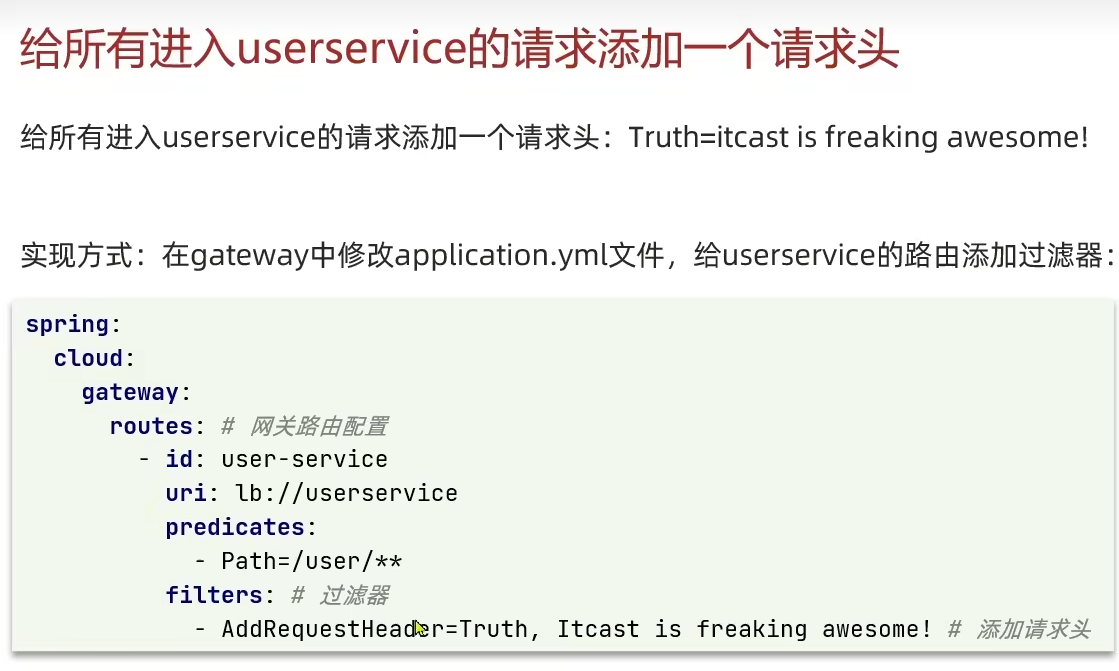 给所有进入userservice的请求添加一个请求头
给所有进入userservice的请求添加一个请求头：Truth=itcast is freaking awesome!
实现方式：在gateway中修改application.yml文件，给userservice的路由添加过滤器：
spring:
cloud:
gateway:
routes: # 网关路由配置
- id: user-service
uri: lb://userservice
predicates:
- Path=/user/**
filters: # 过滤器
- AddRequestHeader=Truth, Itcast is freaking awesome! # 添加请求头